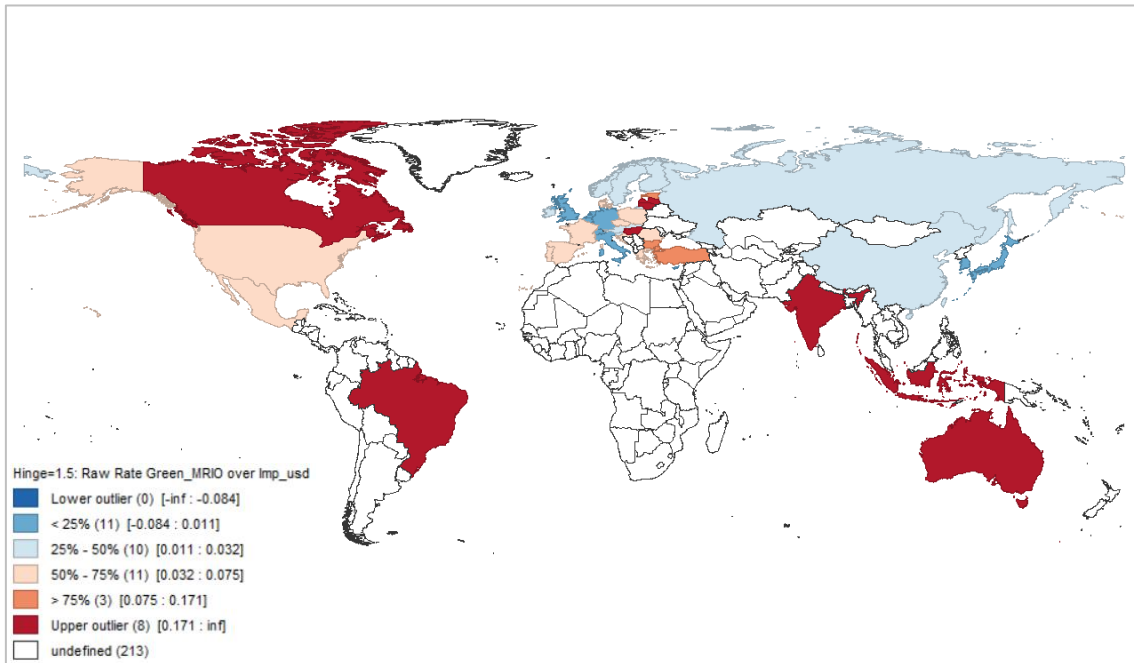 Hinge=1.5: Raw Rate Green_MRIO over Imp_usd
Lower outlier (0) [-inf : -0.084]
< 25% (11) [-0.084 : 0.011]
25% - 50% (10) [0.011 : 0.032]
50% - 75% (11) [0.032 : 0.075]
> 75% (3) [0.075 : 0.171]
Upper outlier (8) [0.171 : inf]
undefined (213)